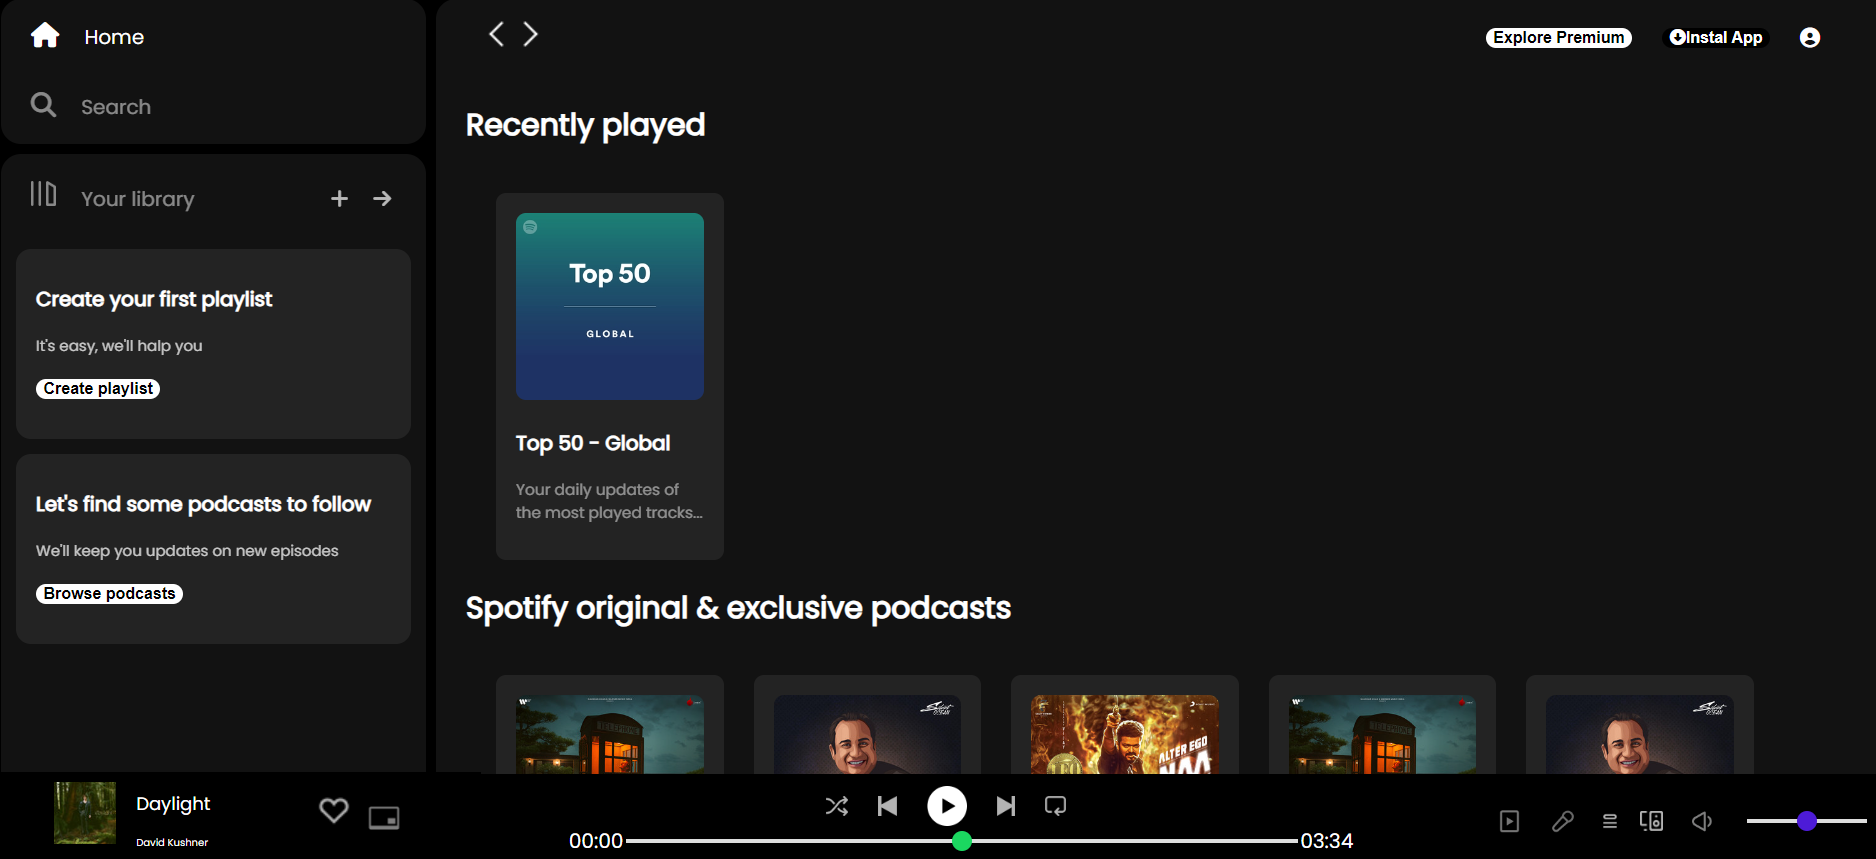 Home
Search
Your library
Create your first playlist
It's easy, we'll halp you
Create playlist
Let's find some podcasts to follow
We'll keep you updates on new episodes
Browse podcasts
Explore Premium
Instal App
Recently played
Top 50
GLOBAL
Top 50 - Global
Your daily updates of
the most played tracks...
Spotify original & exclusive podcasts
ALTER EGO
NAA
Daylight
David Kushner
00:00
03:34